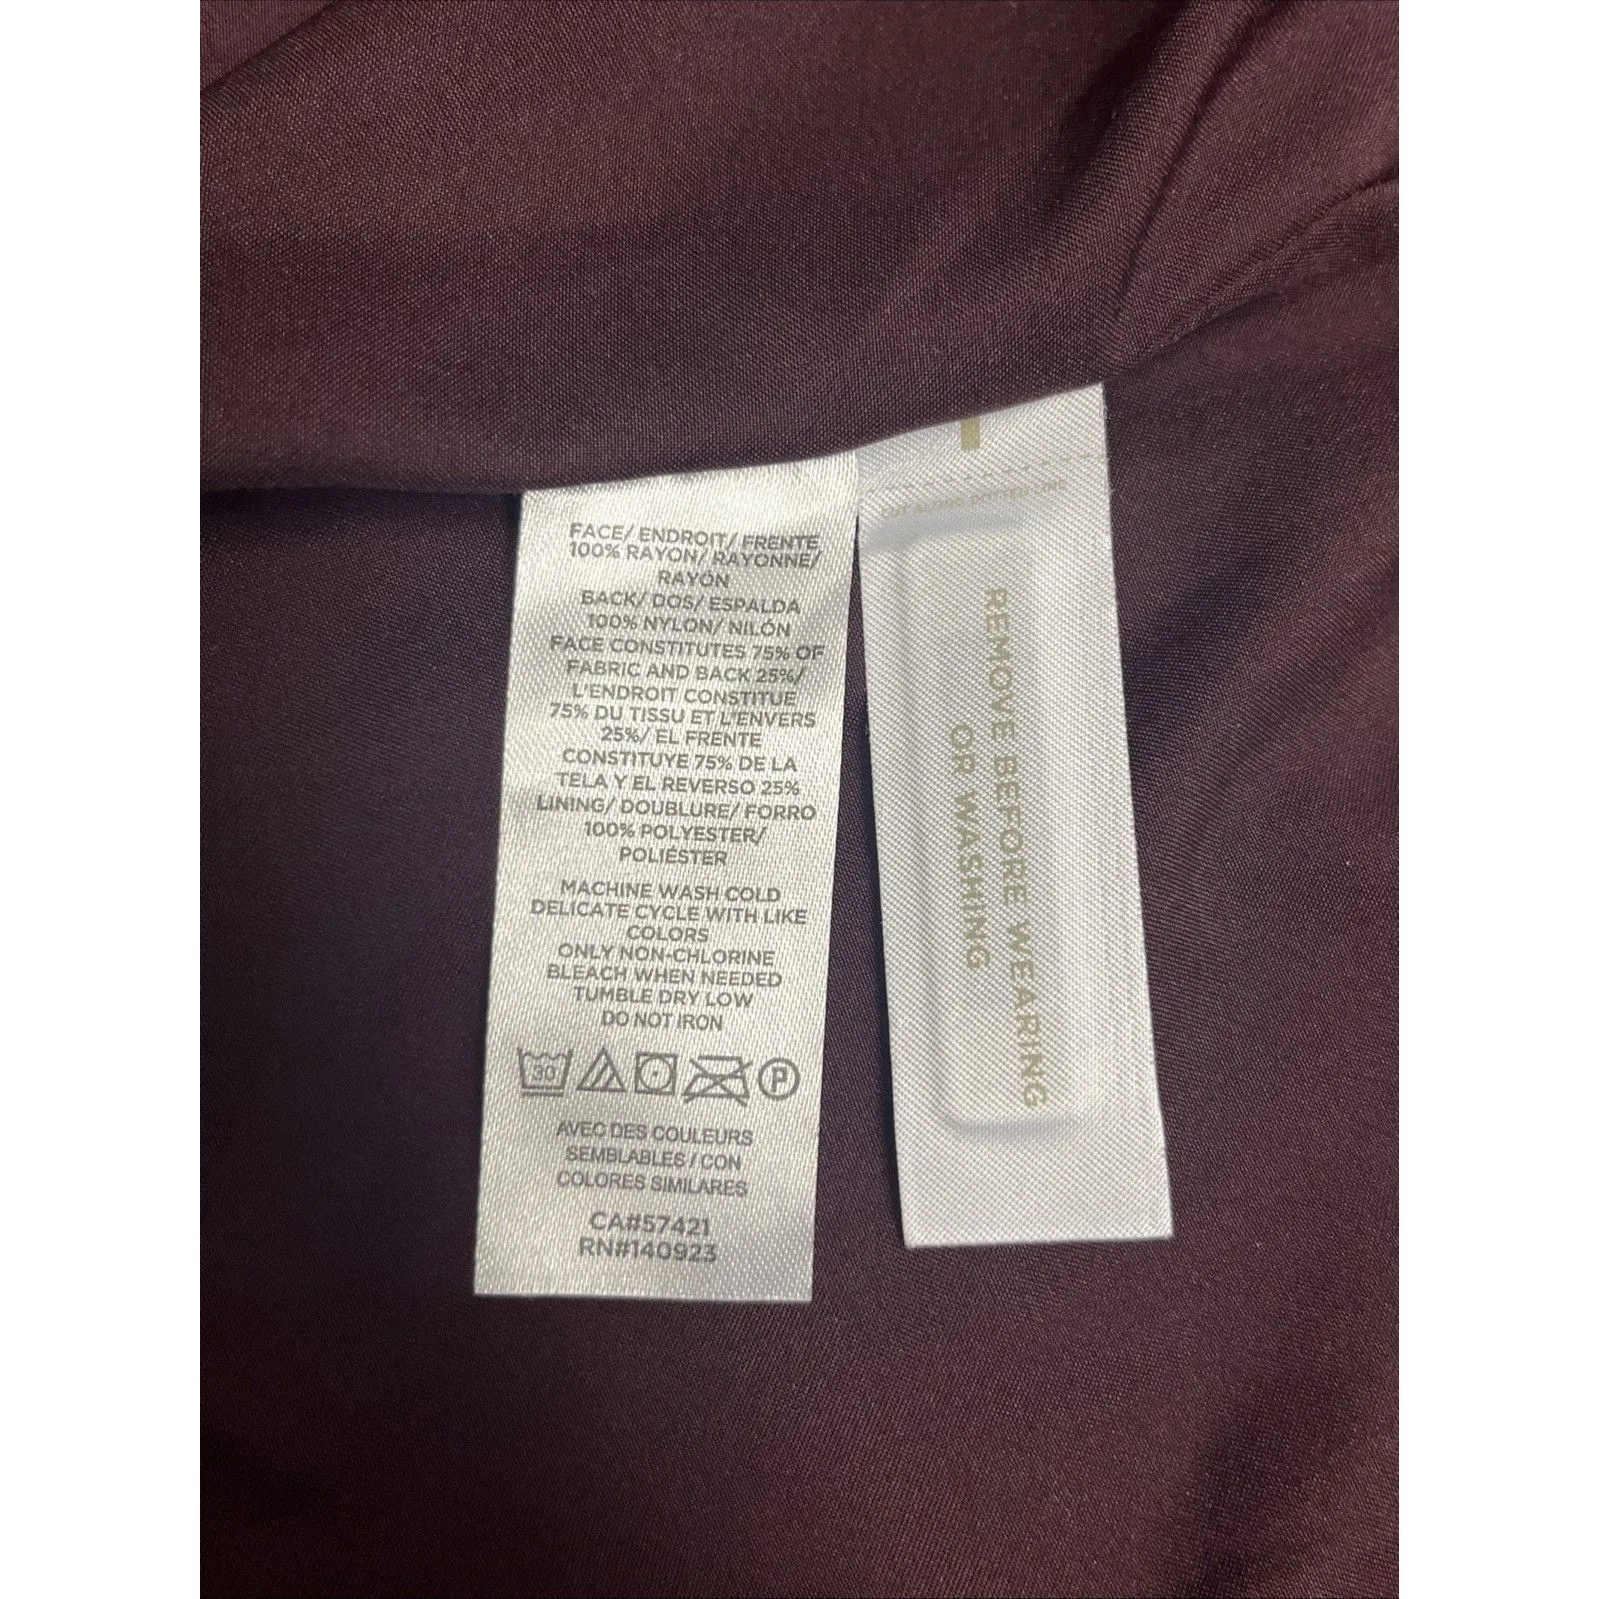 FACE/ ENDROIT/ FRENTE
100% RAYON/ RAYONNE/
RAYÓN
BACK/ DOS/ ESPALDA
100% NYLON/ NILÓN
FACE CONSTITUTES 75% OF
FABRIC AND BACK 25%/
L'ENDROIT CONSTITUE
75% DU TISSU ET L'ENVERS
25%/ EL FRENTE
CONSTITUYE 75% DE LA
TELA Y EL REVERSO 25%
LINING/ DOUBLURE/ FORRO
100% POLYESTER/
POLIÉSTER
MACHINE WASH COLD
DELICATE CYCLE WITH LIKE
COLORS
ONLY NON-CHLORINE
BLEACH WHEN NEEDED
TUMBLE DRY LOW
DO NOT IRON
30 P
AVEC DES COULEURS
SEMBLABLES / CON
COLORES SIMILARES
CA#57421
RN#140923
CUT ALONG DOTTED LINE
REMOVE BEFORE WEARING
OR WASHING